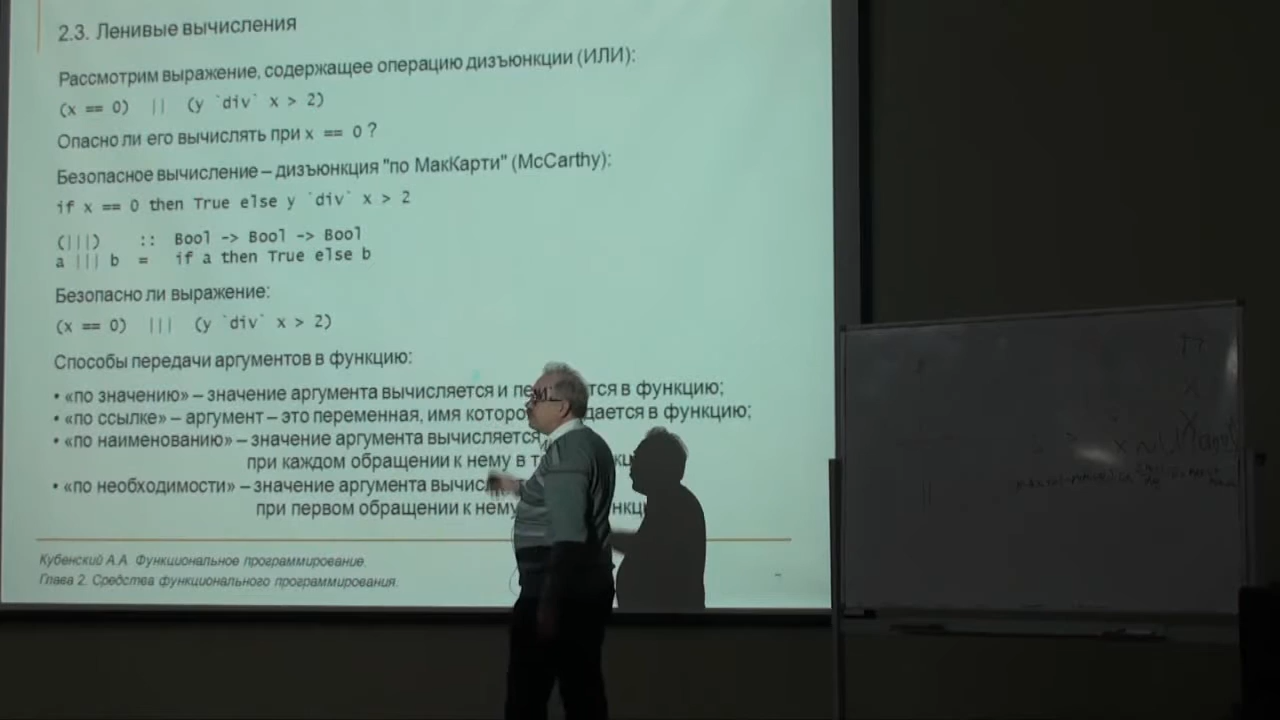 2.3. Ленивые вычисления
Рассмотрим выражение, содержащее операцию дизъюнкции (ИЛИ):
(x == 0) || (y `div` x > 2)
Опасно ли его вычислять при x == 0 ?
Безопасное вычисление – дизъюнкция "по МакКарти" (McCarthy):
if x == 0 then True else y `div` x > 2
(|||) :: Bool -> Bool -> Bool
a ||| b = if a then True else b
Безопасно ли выражение:
(x == 0) ||| (y `div` x > 2)
Способы передачи аргументов в функцию:
• «по значению» – значение аргумента вычисляется и в функцию;
• «по ссылке» – аргумент – это переменная, имя в функцию;
• «по наименованию» – значение аргумента вычисляется
при каждом обращении к нему в
• «по необходимости» – значение аргумента
при первом обращении к нему
Кубенский А.А. Функциональное программирование.
Глава 2. Средства функционального программирования.